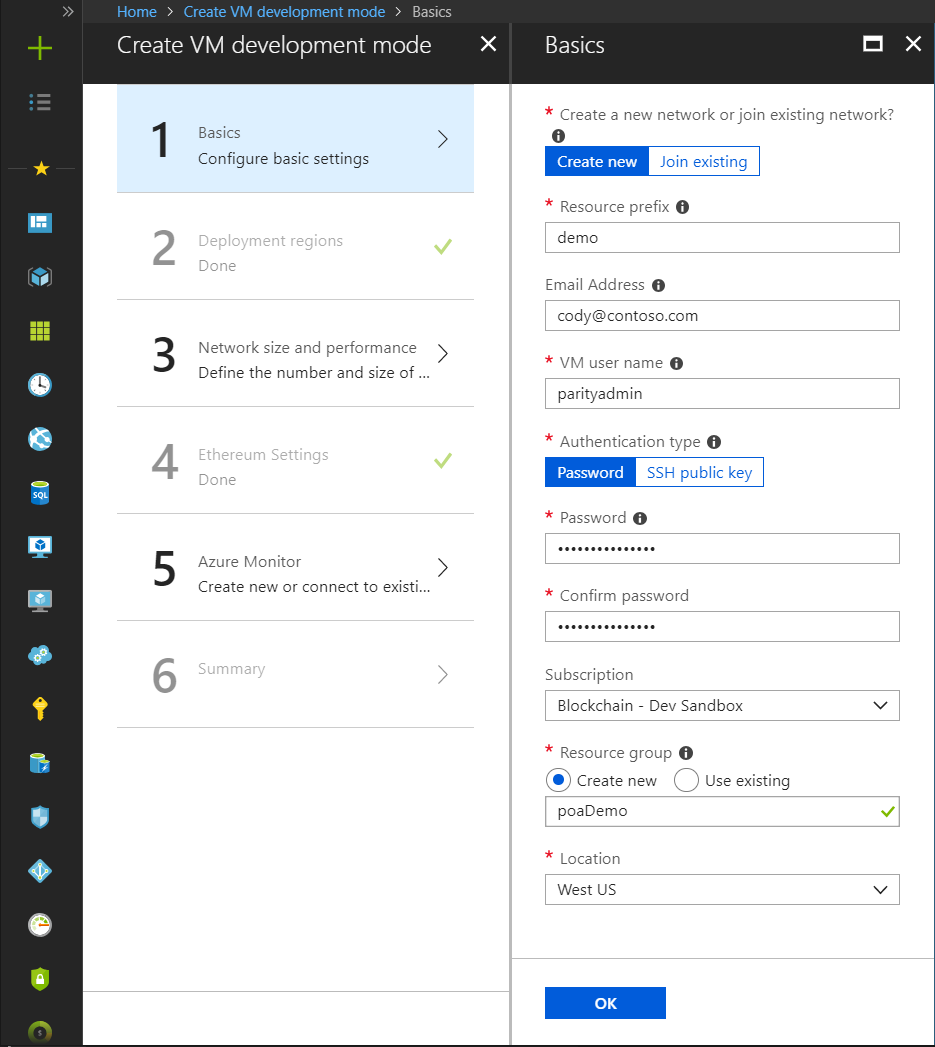 Home > Create VM development mode > Basics
Create VM development mode
1
Basics
Configure basic settings
2
Deployment regions
Done
3
Network size and performance
Define the number and size of ...
4
Ethereum Settings
Done
5
Azure Monitor
Create new or connect to existi...
6
Summary
Basics
* Create a new network or join existing network?
Create new Join existing
* Resource prefix
demo
Email Address
cody@contoso.com
* VM user name
parityadmin
* Authentication type
Password SSH public key
* Password
•••••••••••••••
* Confirm password
•••••••••••••••
Subscription
Blockchain - Dev Sandbox
* Resource group
Create new Use existing
poaDemo
* Location
West US
OK
SQL